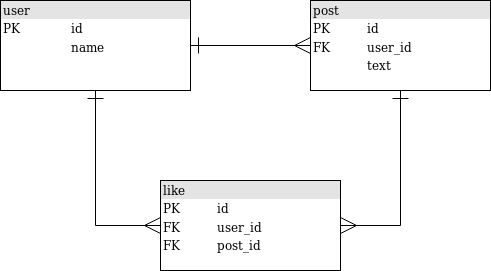 user
PK id
name
post
PK id
FK user_id
text
like
PK id
FK user_id
FK post_id